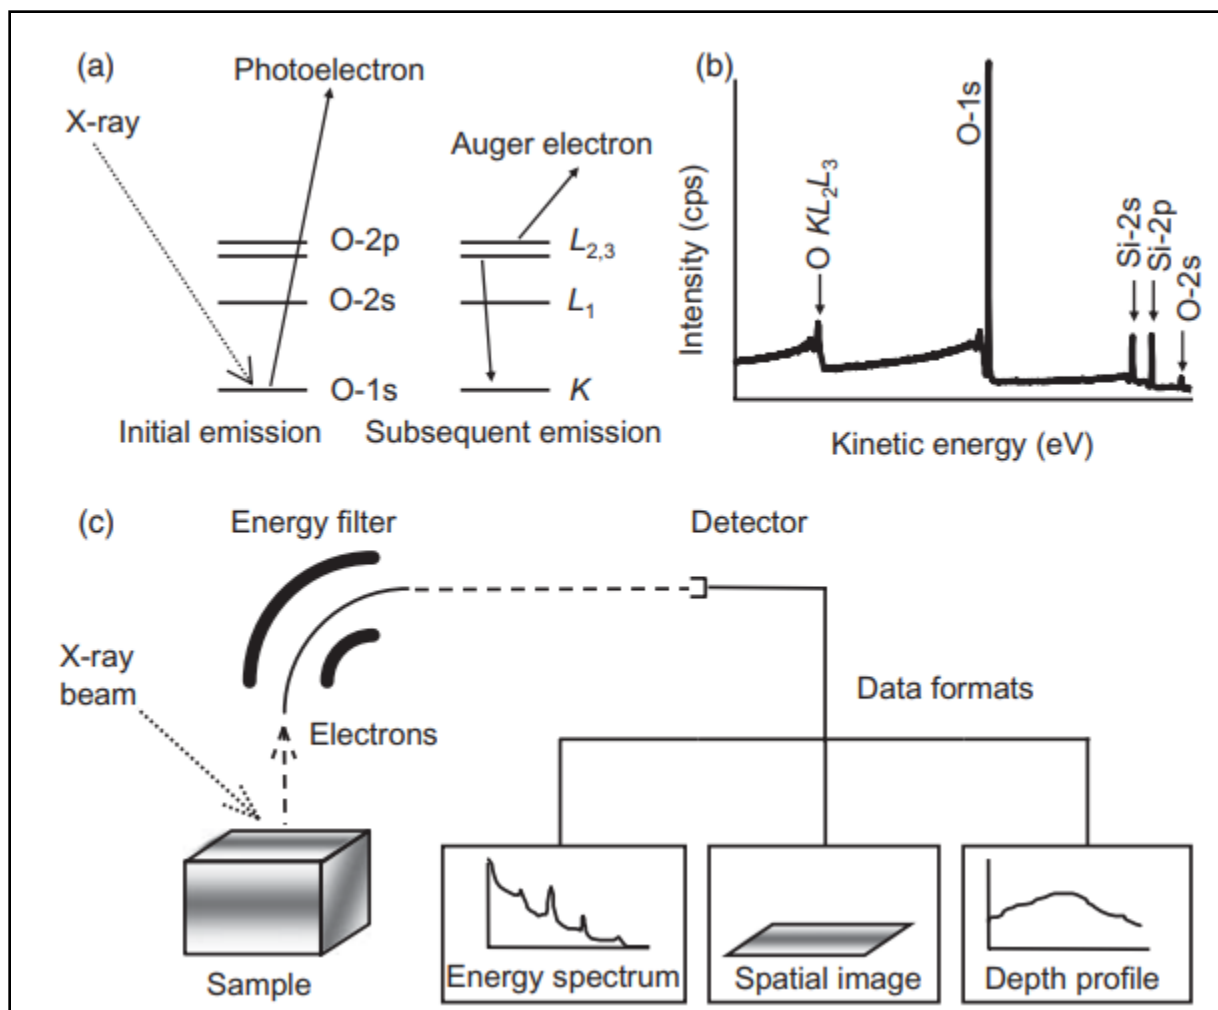 (a)
Photoelectron
X-ray
Auger electron
O-2p
L2,3
O-2s
L1
O-1s
K
Initial emission
Subsequent emission
(b)
Intensity (cps)
O KL2L3
O-1s
Si-2s
Si-2p
O-2s
Kinetic energy (eV)
(c)
Energy filter
Detector
X-ray
beam
Electrons
Data formats
Sample
Energy spectrum
Spatial image
Depth profile